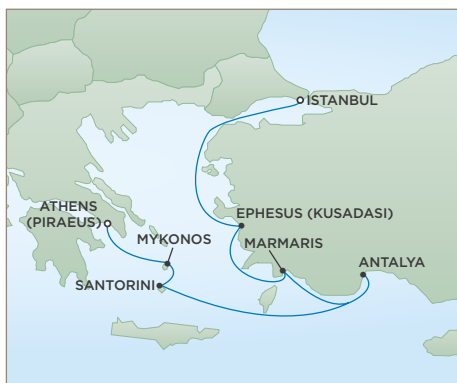 ISTANBUL
ATHENS
(PIRAEUS)
EPHESUS (KUSADASI)
MYKONOS
MARMARIS
ANTALYA
SANTORINI